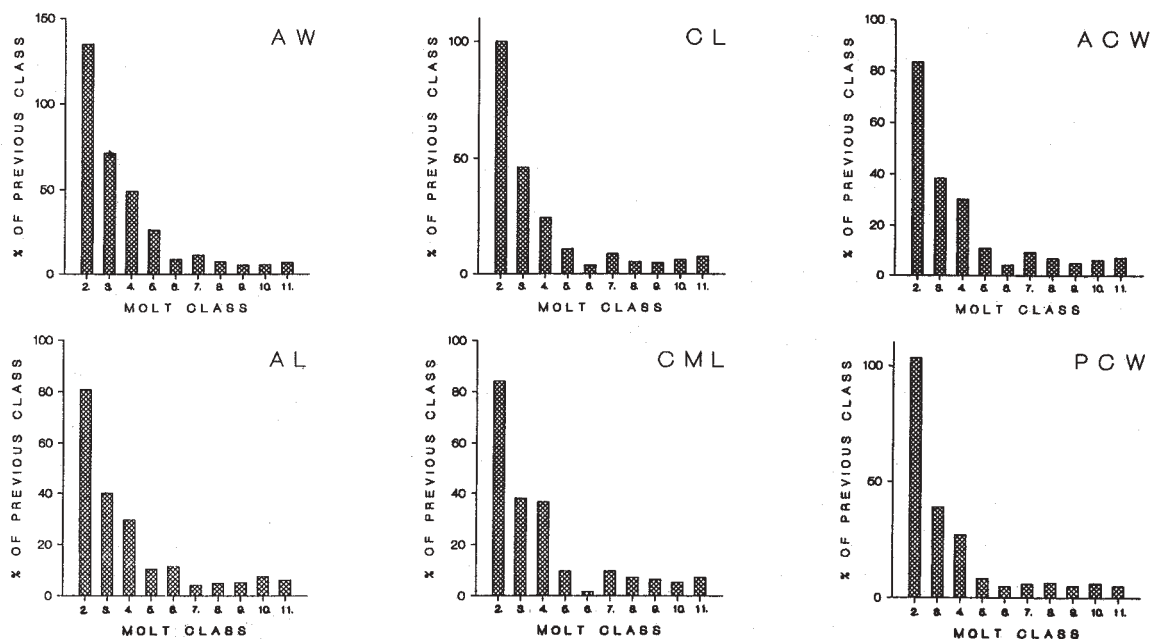 AW
% OF PREVIOUS CLASS
150
100
50
0
2. 3. 4. 5. 6. 7. 8. 9. 10. 11.
MOLT CLASS
CL
% OF PREVIOUS CLASS
100
50
0
2. 3. 4. 5. 6. 7. 8. 9. 10. 11.
MOLT CLASS
ACW
% OF PREVIOUS CLASS
100
80
60
40
20
0
2. 3. 4. 5. 6. 7. 8. 9. 10. 11.
MOLT CLASS
AL
% OF PREVIOUS CLASS
100
80
60
40
20
0
2. 3. 4. 5. 6. 7. 8. 9. 10. 11.
MOLT CLASS
CML
% OF PREVIOUS CLASS
100
80
60
40
20
0
2. 3. 4. 5. 6. 7. 8. 9. 10. 11.
MOLT CLASS
PCW
% OF PREVIOUS CLASS
100
50
0
2. 3. 4. 5. 6. 7. 8. 9. 10. 11.
MOLT CLASS